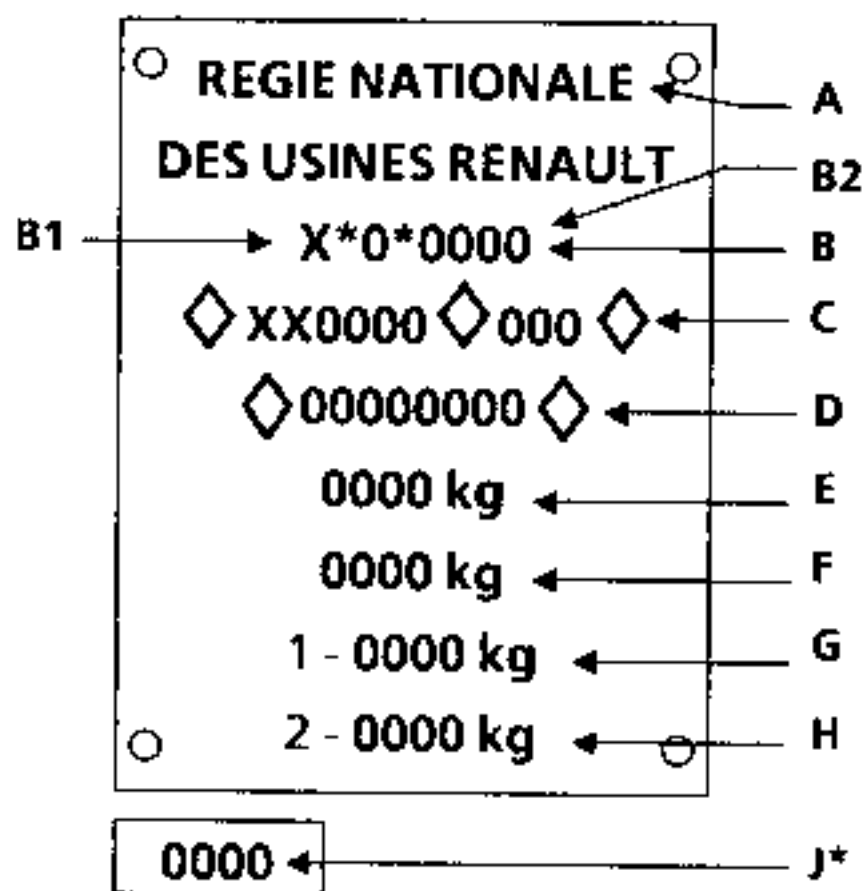 REGIE NATIONALE A
DES USINES RENAULT B2
B1 X*0*0000 B
◇XX0000◇000◇ C
◇00000000◇ D
0000 kg E
0000 kg F
1 - 0000 kg G
2 - 0000 kg H
0000 J*